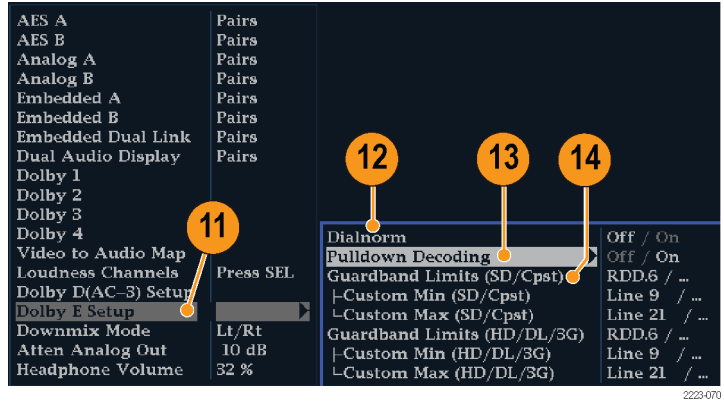 AES A Pairs
AES B Pairs
Analog A Pairs
Analog B Pairs
Embedded A Pairs
Embedded B Pairs
Embedded Dual Link Pairs
Dual Audio Display Pairs
Dolby 1
Dolby 2
Dolby 3
Dolby 4
Video to Audio Map
Loudness Channels Press SEL
Dolby D(AC-3) Setup
Dolby E Setup
Downmix Mode Lt/Rt
Atten Analog Out 10 dB
Headphone Volume 32 %
11
12
13
14
Dialnorm Off / On
Pulldown Decoding Off / On
Guardband Limits (SD/Cpst) RDD.6 / ...
├Custom Min (SD/Cpst) Line 9 / ...
└Custom Max (SD/Cpst) Line 21 / ...
Guardband Limits (HD/DL/3G) RDD.6 / ...
├Custom Min (HD/DL/3G) Line 9 / ...
└Custom Max (HD/DL/3G) Line 21 / ...
2223-070